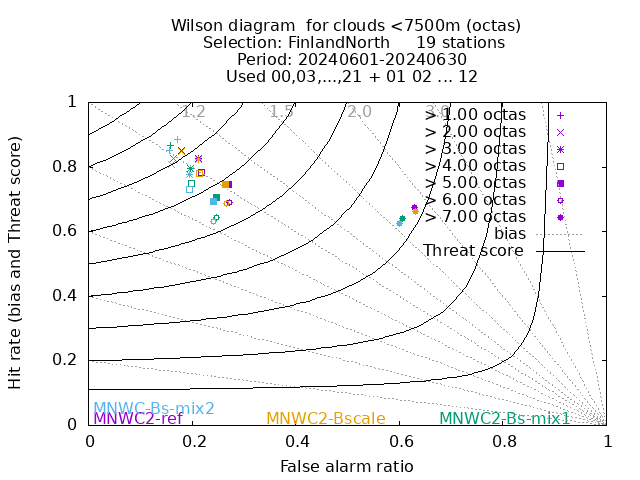 Wilson diagram  for clouds <7500m (octas)
Selection: FinlandNorth     19 stations
Period: 20240601-20240630
Used 00,03,...,21 + 01 02 ... 12
Hit rate (bias and Threat score)
1
0.8
0.6
0.4
0.2
0
1.2
1.5
2.0
3.0
> 1.00 octas
> 2.00 octas
> 3.00 octas
> 4.00 octas
> 5.00 octas
> 6.00 octas
> 7.00 octas
bias
Threat score
MNWC-Bs-mix2
MNWC2-ref
MNWC2-Bscale
MNWC2-Bs-mix1
0
0.2
0.4
0.6
0.8
1
False alarm ratio